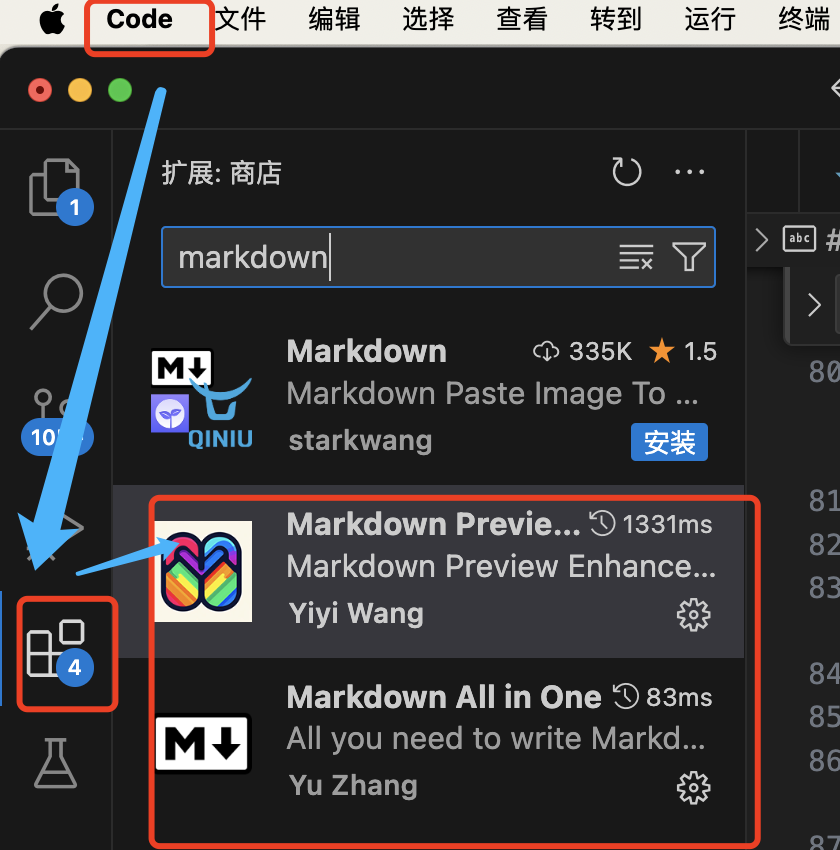 Code 文件 编辑 选择 查看 转到 运行 终端
1
扩展: 商店
markdown
abc #
Markdown 335K 1.5
Markdown Paste Image To ...
QINIU
starkwang 安装
80
10
Markdown Previe... 1331ms
Markdown Preview Enhance...
Yiyi Wang
81
82
83
4
Markdown All in One 83ms
All you need to write Markd...
Yu Zhang
84
85
86
87